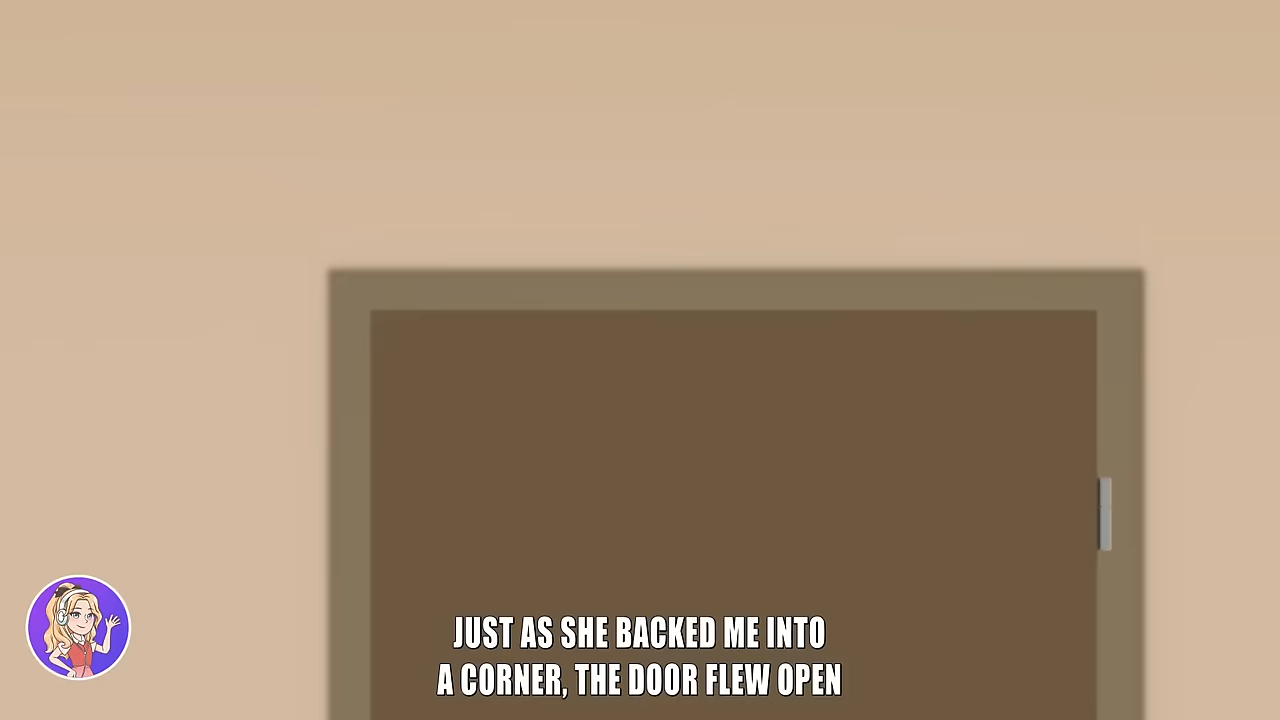 JUST AS SHE BACKED ME INTO
A CORNER, THE DOOR FLEW OPEN